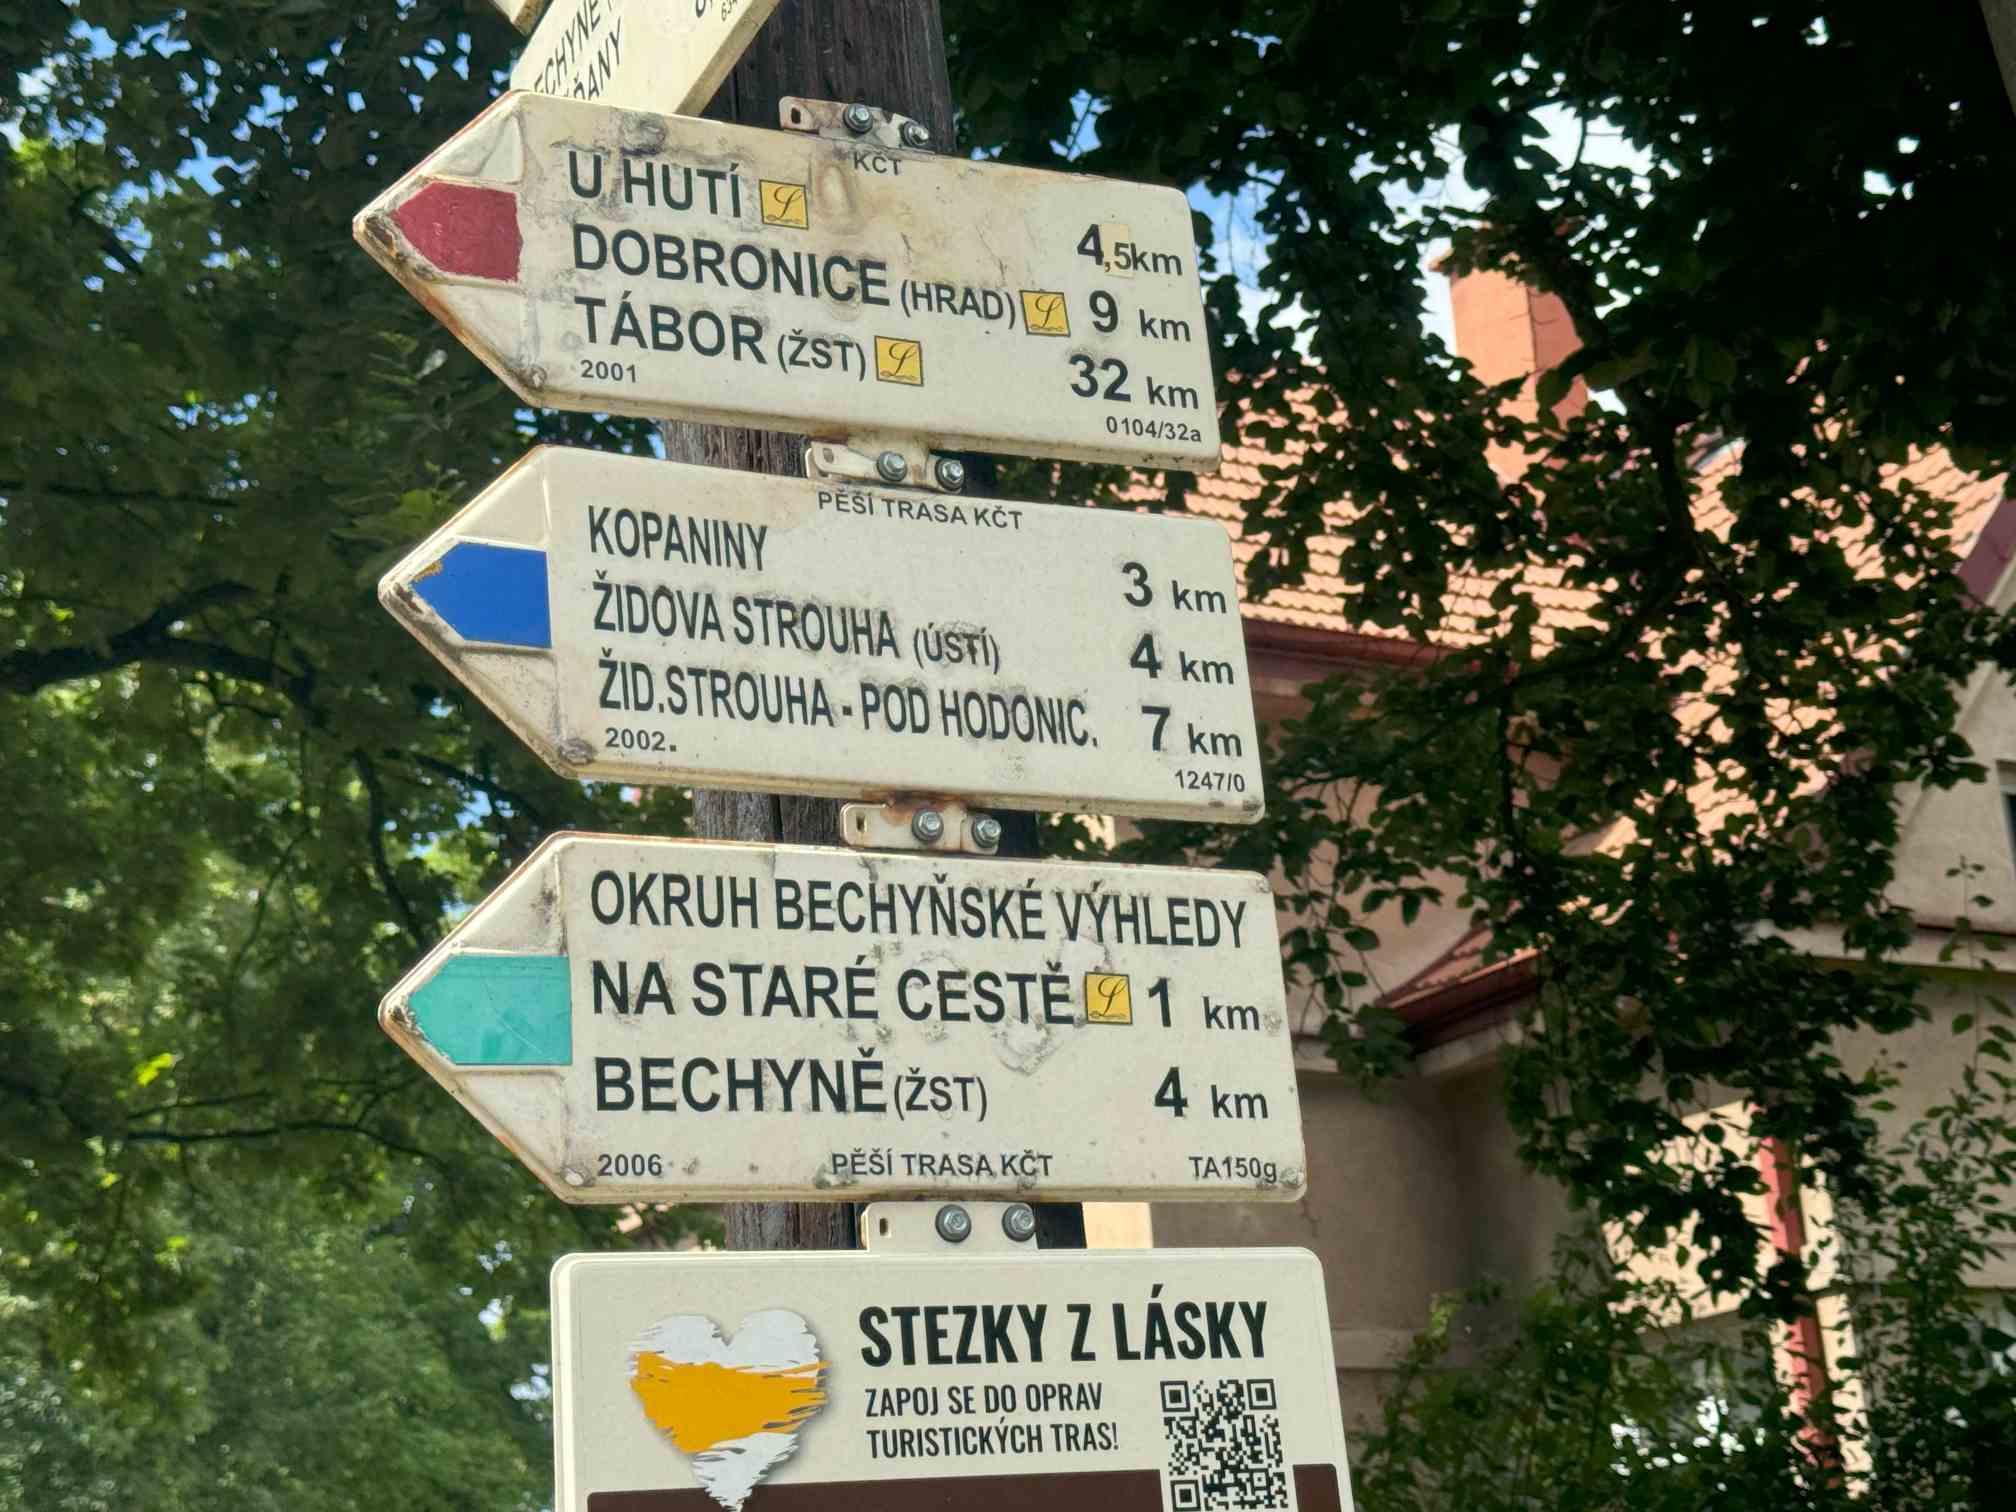 KČT
U HUTÍ 4,5km
DOBRONICE (HRAD) 9 km
TÁBOR (ŽST) 32 km
2001 0104/32a
PĚŠÍ TRASA KČT
KOPANINY 3 km
ŽIDOVA STROUHA (ÚSTÍ) 4 km
ŽID.STROUHA - POD HODONIC. 7 km
2002. 1247/0
OKRUH BECHYŇSKÉ VÝHLEDY
NA STARÉ CESTĚ 1 km
BECHYNĚ (ŽST) 4 km
2006 PĚŠÍ TRASA KČT TA150g
STEZKY Z LÁSKY
ZAPOJ SE DO OPRAV
TURISTICKÝCH TRAS!